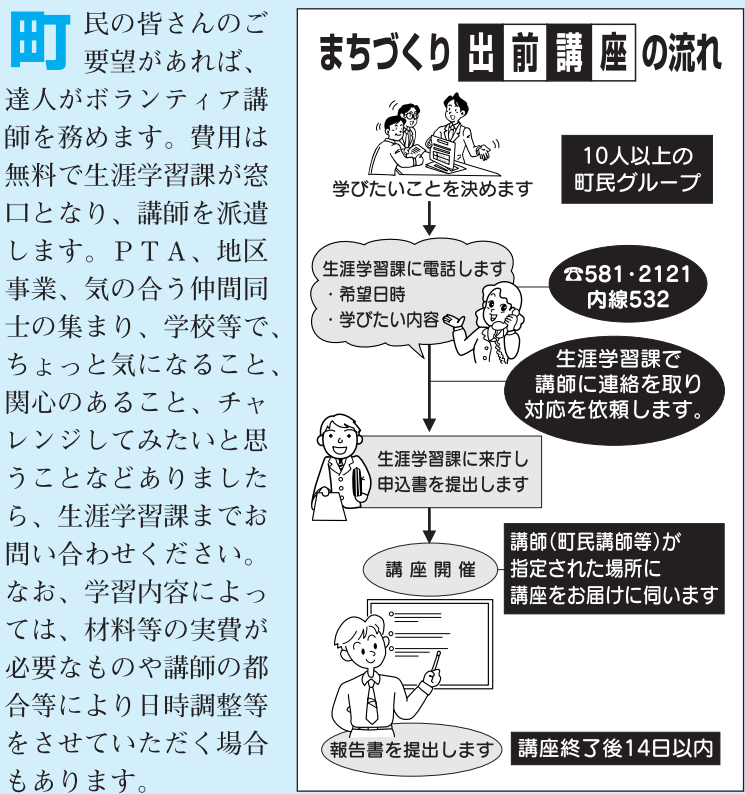 町民の皆さんのご
要望があれば、
達人がボランティア講
師を務めます。費用は
無料で生涯学習課が窓
口となり、講師を派遣
します。ＰＴＡ、地区
事業、気の合う仲間同
士の集まり、学校等で、
ちょっと気になること、
関心のあること、チャ
レンジしてみたいと思
うことなどありました
ら、生涯学習課までお
問い合わせください。
なお、学習内容によっ
ては、材料等の実費が
必要なものや講師の都
合等により日時調整等
をさせていただく場合
もあります。
まちづくり出前講座の流れ
学びたいことを決めます
10人以上の
町民グループ
生涯学習課に電話します
・希望日時
・学びたい内容
☎581・2121
内線532
生涯学習課で
講師に連絡を取り
対応を依頼します。
生涯学習課に来庁し
申込書を提出します
講座開催
講師(町民講師等)が
指定された場所に
講座をお届けに伺います
報告書を提出します
講座終了後14日以内